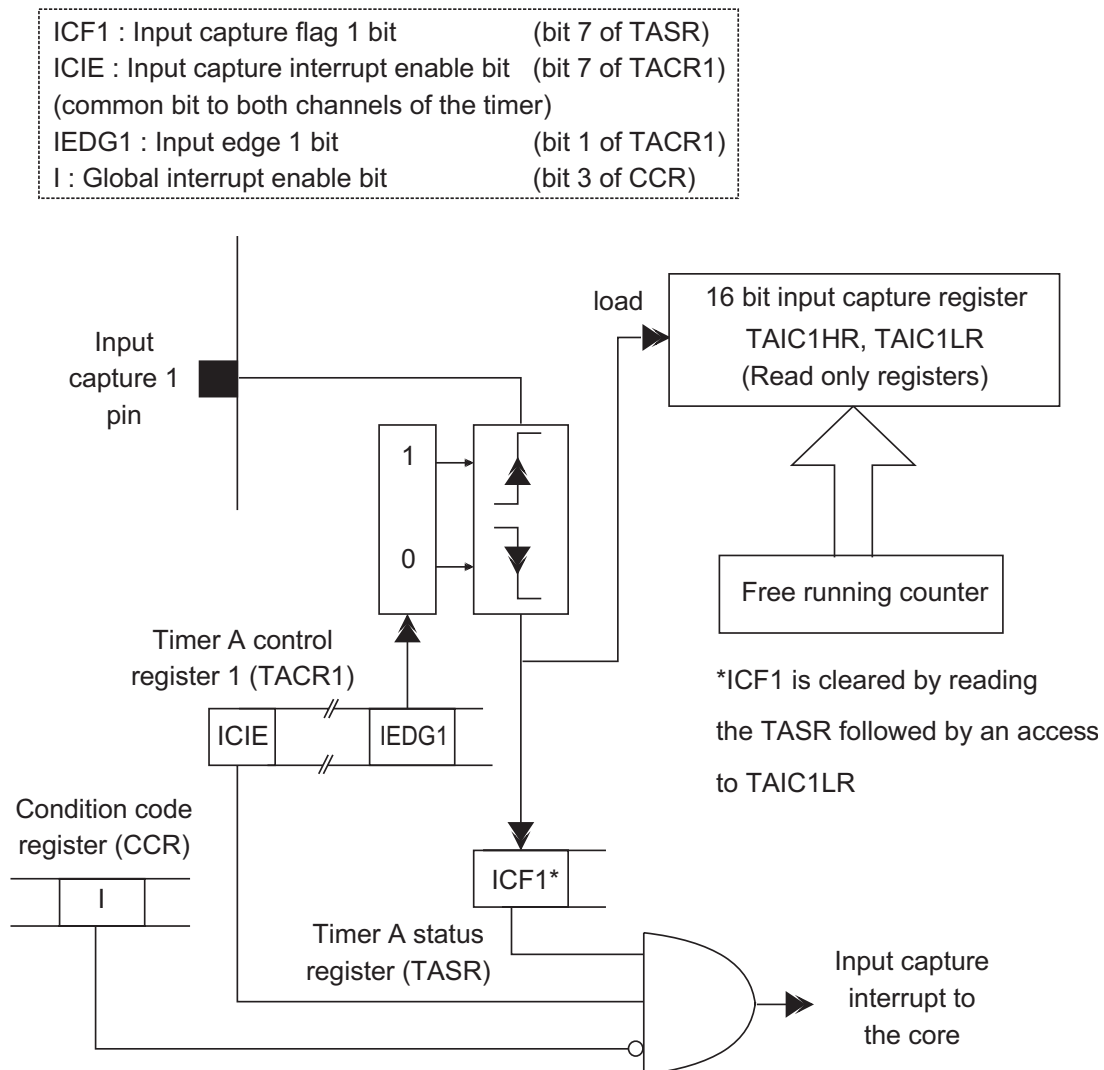 ICF1 : Input capture flag 1 bit (bit 7 of TASR)
ICIE : Input capture interrupt enable bit (bit 7 of TACR1)
(common bit to both channels of the timer)
IEDG1 : Input edge 1 bit (bit 1 of TACR1)
I : Global interrupt enable bit (bit 3 of CCR)
load
16 bit input capture register
TAIC1HR, TAIC1LR
(Read only registers)
Input
capture 1
pin
1
0
Free running counter
Timer A control
register 1 (TACR1)
ICIE
IEDG1
*ICF1 is cleared by reading
the TASR followed by an access
to TAIC1LR
Condition code
register (CCR)
I
ICF1*
Timer A status
register (TASR)
Input capture
interrupt to
the core